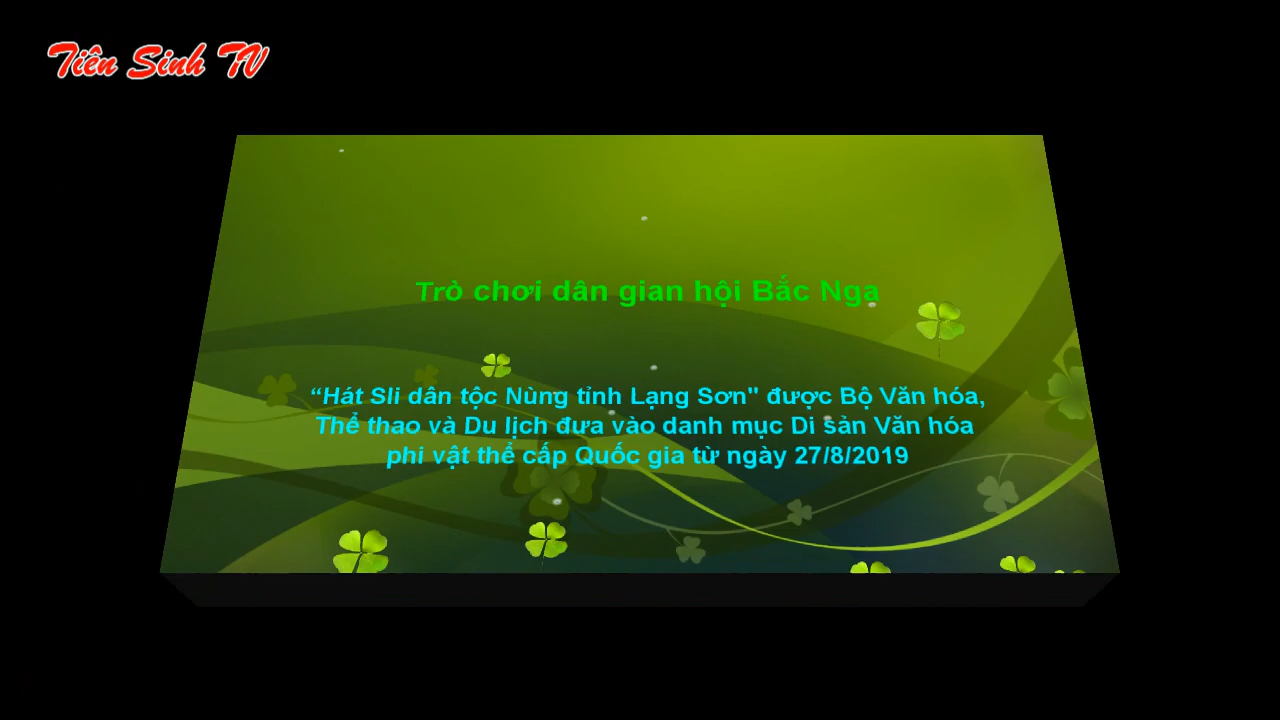 Tiên Sinh TV
Trò chơi dân gian hội Bắc Nga
“Hát Sli dân tộc Nùng tỉnh Lạng Sơn" được Bộ Văn hóa,
Thể thao và Du lịch đưa vào danh mục Di sản Văn hóa
phi vật thể cấp Quốc gia từ ngày 27/8/2019